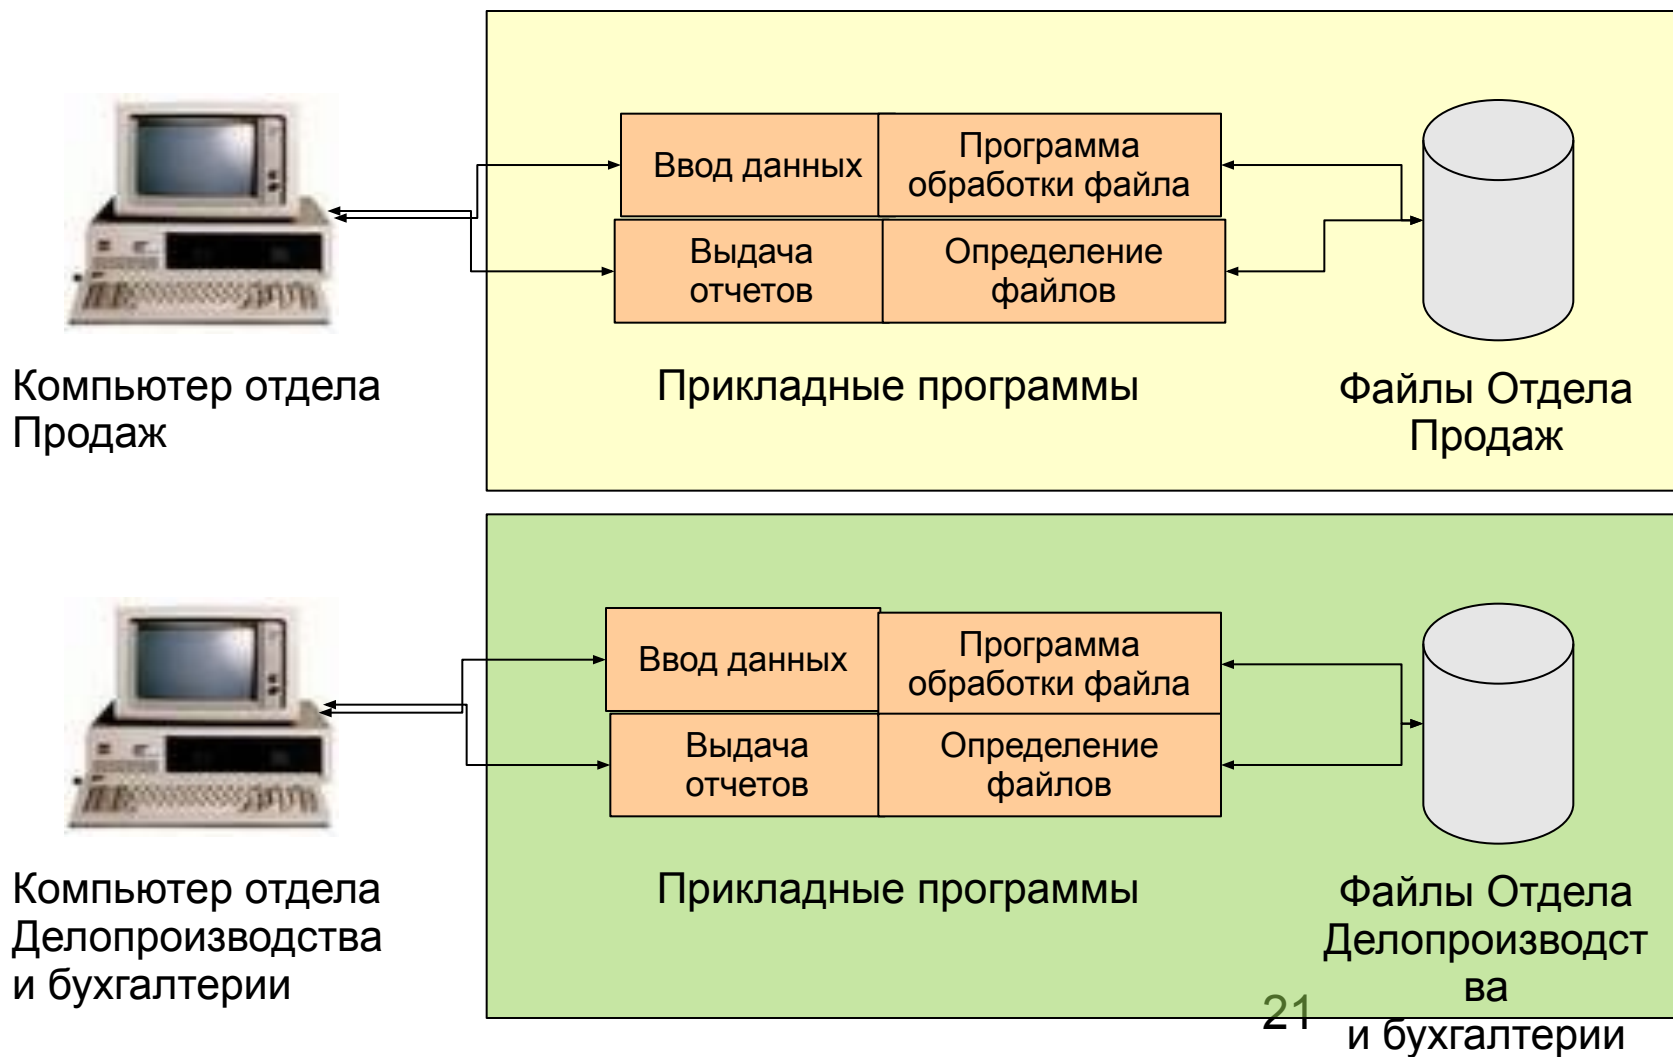 Ввод данных
Программа
обработки файла
Выдача
отчетов
Определение
файлов
Компьютер отдела
Продаж
Прикладные программы
Файлы Отдела
Продаж
Ввод данных
Программа
обработки файла
Выдача
отчетов
Определение
файлов
Компьютер отдела
Делопроизводства
и бухгалтерии
Прикладные программы
Файлы Отдела
Делопроизводст
ва
и бухгалтерии
21